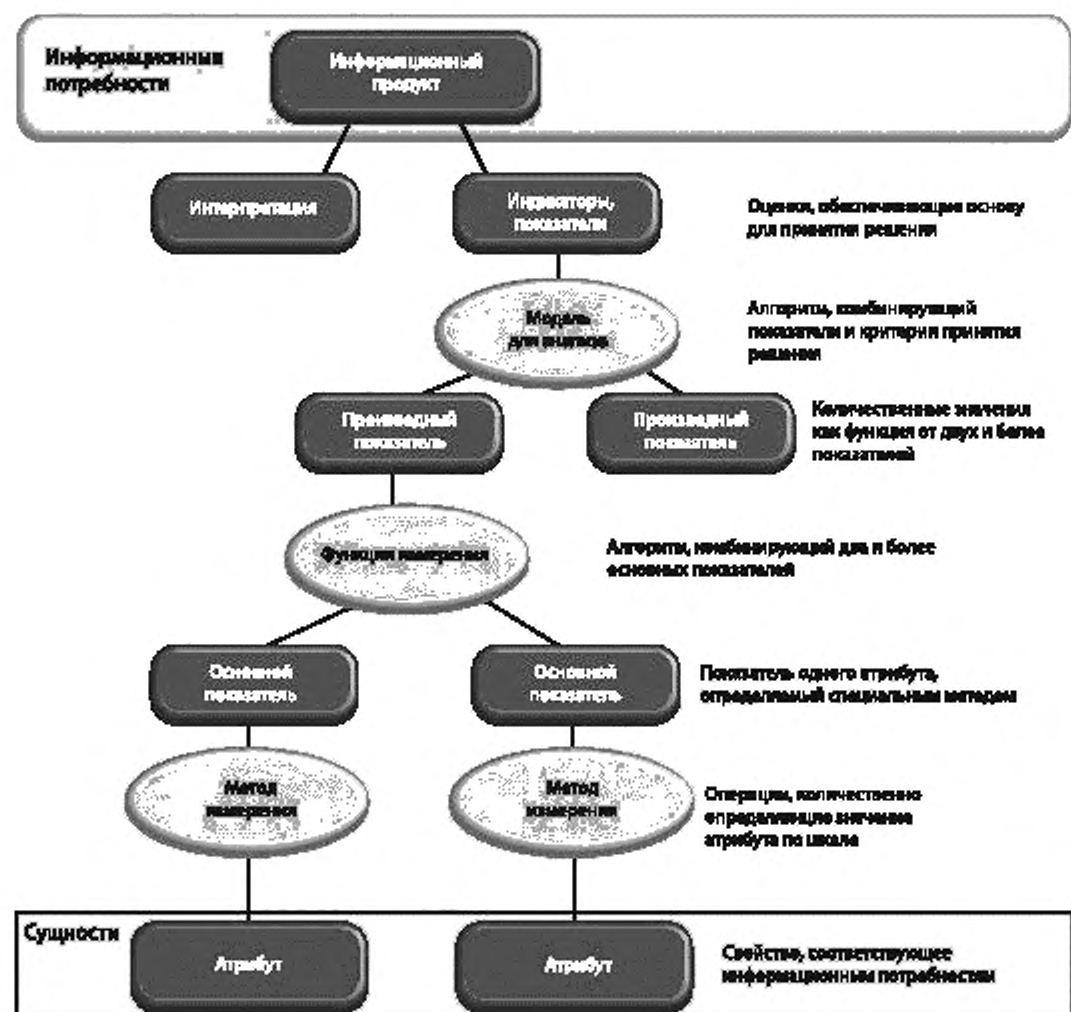 Информационные
потребности
Информационный
продукт
Интерпретация
Индикаторы,
показатели
Оценки, обеспечивающие основу
для принятия решения
Модель
для анализа
Алгоритм, комбинирующий
показатели и критерии принятия
решения
Производный
показатель
Производный
показатель
Количественные значения
как функция от двух и более
показателей
Функция измерения
Алгоритм, комбинирующий два и более
основных показателей
Основной
показатель
Основной
показатель
Показатель одного атрибута,
определяемый специальным методом
Метод
измерения
Метод
измерения
Операции, количественно
определяющие значение
атрибута по шкале
Сущности
Атрибут
Атрибут
Свойство, соответствующее
информационным потребностям